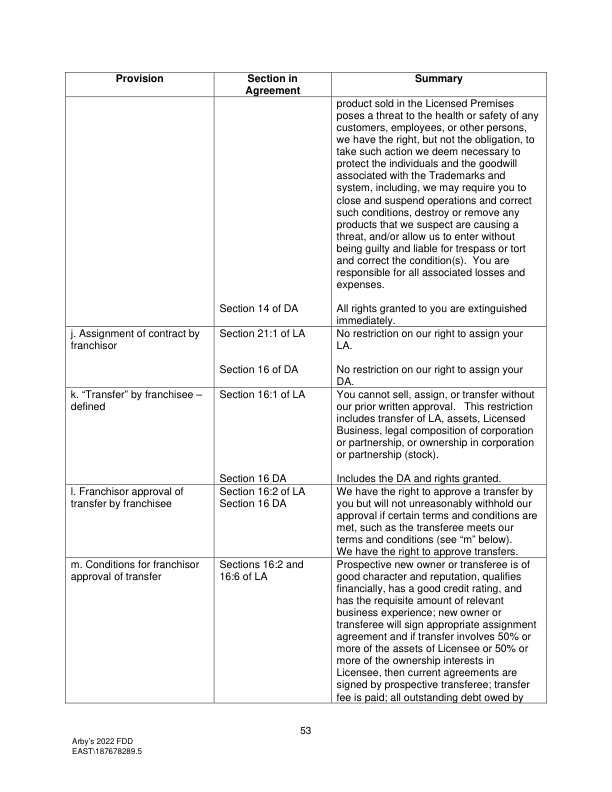 Provision
Section in
Agreement
Summary
product sold in the Licensed Premises
poses a threat to the health or safety of any
customers, employees, or other persons,
we have the right, but not the obligation, to
take such action we deem necessary to
protect the individuals and the goodwill
associated with the Trademarks and
system, including, we may require you to
close and suspend operations and correct
such conditions, destroy or remove any
products that we suspect are causing a
threat, and/or allow us to enter without
being guilty and liable for trespass or tort
and correct the condition(s).  You are
responsible for all associated losses and
expenses.
Section 14 of DA
All rights granted to you are extinguished
immediately.
j. Assignment of contract by
franchisor
Section 21:1 of LA
No restriction on our right to assign your
LA.
Section 16 of DA
No restriction on our right to assign your
DA.
k. “Transfer” by franchisee –
defined
Section 16:1 of LA
You cannot sell, assign, or transfer without
our prior written approval.   This restriction
includes transfer of LA, assets, Licensed
Business, legal composition of corporation
or partnership, or ownership in corporation
or partnership (stock).
Section 16 DA
Includes the DA and rights granted.
l. Franchisor approval of
transfer by franchisee
Section 16:2 of LA
Section 16 DA
We have the right to approve a transfer by
you but will not unreasonably withhold our
approval if certain terms and conditions are
met, such as the transferee meets our
terms and conditions (see “m” below).
We have the right to approve transfers.
m. Conditions for franchisor
approval of transfer
Sections 16:2 and
16:6 of LA
Prospective new owner or transferee is of
good character and reputation, qualifies
financially, has a good credit rating, and
has the requisite amount of relevant
business experience; new owner or
transferee will sign appropriate assignment
agreement and if transfer involves 50% or
more of the assets of Licensee or 50% or
more of the ownership interests in
Licensee, then current agreements are
signed by prospective transferee; transfer
fee is paid; all outstanding debt owed by
53
Arby's 2022 FDD
EAST\187678289.5